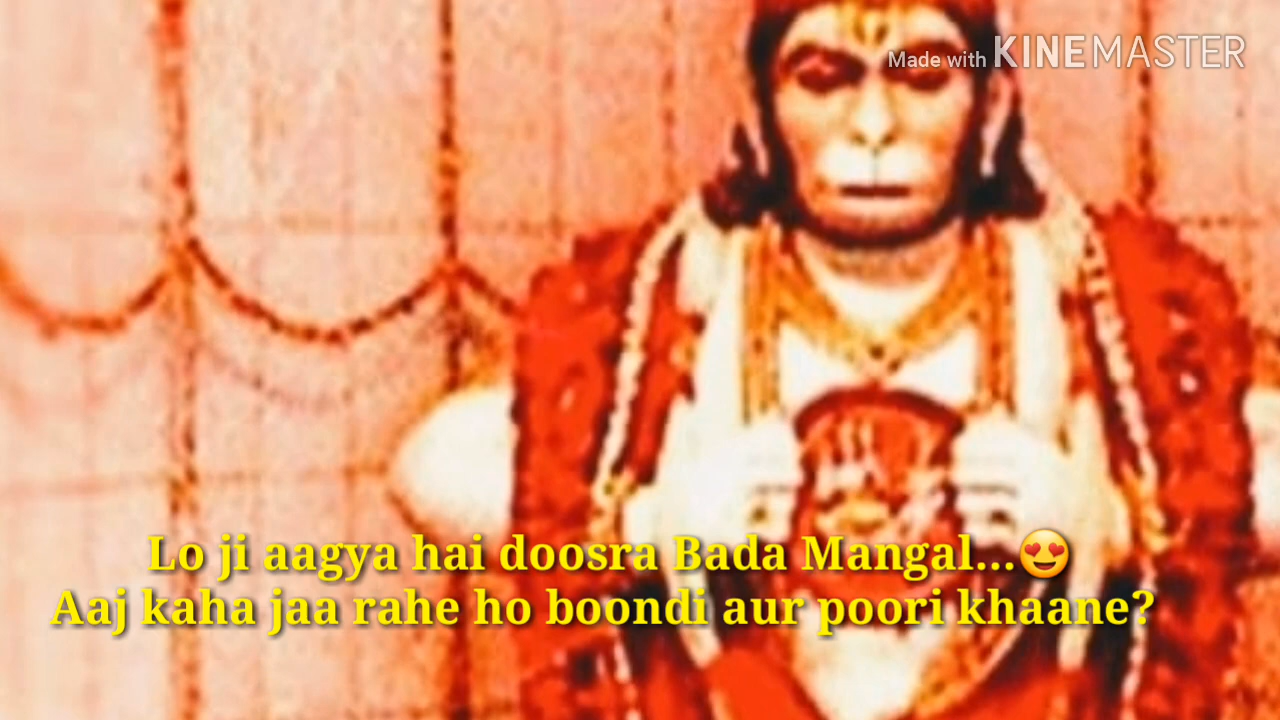 Made with KINEMASTER
Lo ji aagya hai doosra Bada Mangal...😍
Aaj kaha jaa rahe ho boondi aur poori khaane?